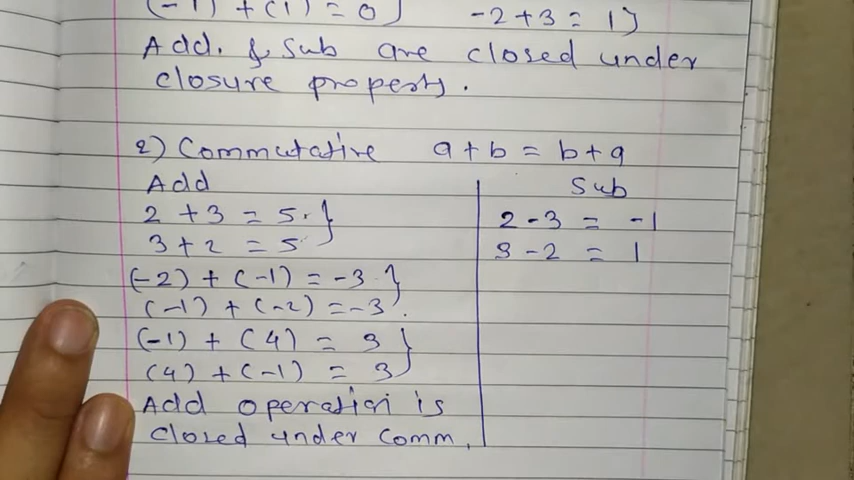 (-1) + (1) = 0} -2+3 = 1}
Add. & Sub are closed under
closure property.
2) Commutative a+b = b+a
Add
Sub
2 + 3 = 5.}
2-3 = -1
3+2 = 5
3-2 = 1
(-2) + (-1) = -3}
(-1) + (-2) = -3.
(-1) + (4) = 3}
(4) + (-1) = 3
Add operation is
closed under comm.